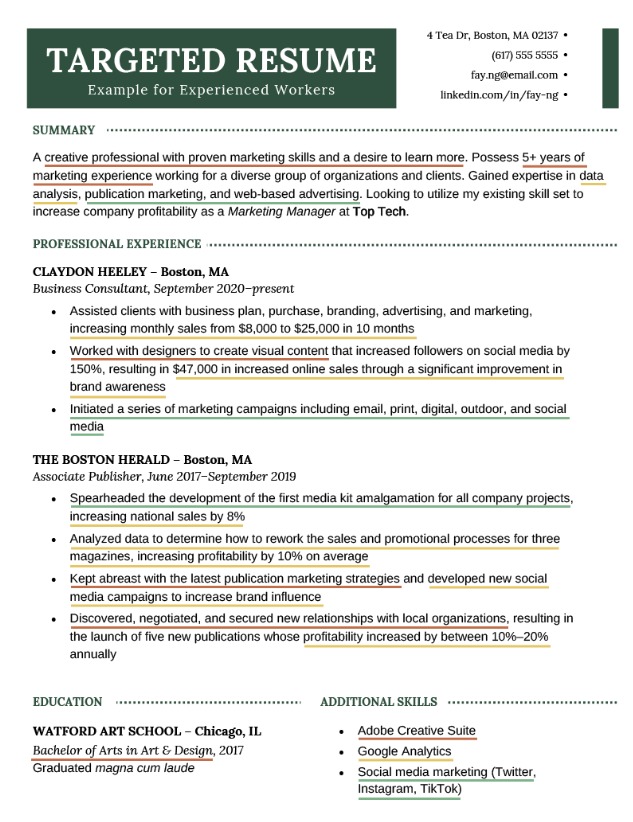 TARGETED RESUME
Example for Experienced Workers
4 Tea Dr, Boston, MA 02137 •
(617) 555 5555 •
fay.ng@email.com •
linkedin.com/in/fay-ng •
SUMMARY
A creative professional with proven marketing skills and a desire to learn more. Possess 5+ years of
marketing experience working for a diverse group of organizations and clients. Gained expertise in data
analysis, publication marketing, and web-based advertising. Looking to utilize my existing skill set to
increase company profitability as a Marketing Manager at Top Tech.
PROFESSIONAL EXPERIENCE
CLAYDON HEELEY – Boston, MA
Business Consultant, September 2020–present
• Assisted clients with business plan, purchase, branding, advertising, and marketing,
increasing monthly sales from $8,000 to $25,000 in 10 months
• Worked with designers to create visual content that increased followers on social media by
150%, resulting in $47,000 in increased online sales through a significant improvement in
brand awareness
• Initiated a series of marketing campaigns including email, print, digital, outdoor, and social
media
THE BOSTON HERALD – Boston, MA
Associate Publisher, June 2017–September 2019
• Spearheaded the development of the first media kit amalgamation for all company projects,
increasing national sales by 8%
• Analyzed data to determine how to rework the sales and promotional processes for three
magazines, increasing profitability by 10% on average
• Kept abreast with the latest publication marketing strategies and developed new social
media campaigns to increase brand influence
• Discovered, negotiated, and secured new relationships with local organizations, resulting in
the launch of five new publications whose profitability increased by between 10%–20%
annually
EDUCATION
WATFORD ART SCHOOL – Chicago, IL
Bachelor of Arts in Art & Design, 2017
Graduated magna cum laude
ADDITIONAL SKILLS
• Adobe Creative Suite
• Google Analytics
• Social media marketing (Twitter,
Instagram, TikTok)